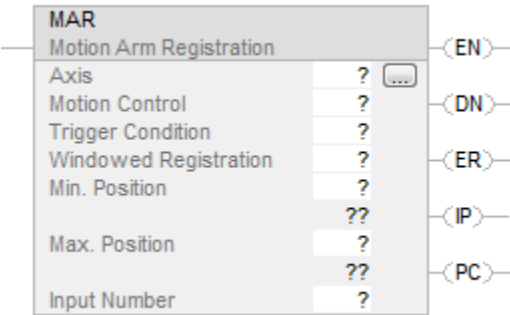 MAR
Motion Arm Registration
EN
Axis ? ...
Motion Control ?
DN
Trigger Condition ?
Windowed Registration ?
ER
Min. Position ?
??
IP
Max. Position ?
??
PC
Input Number ?